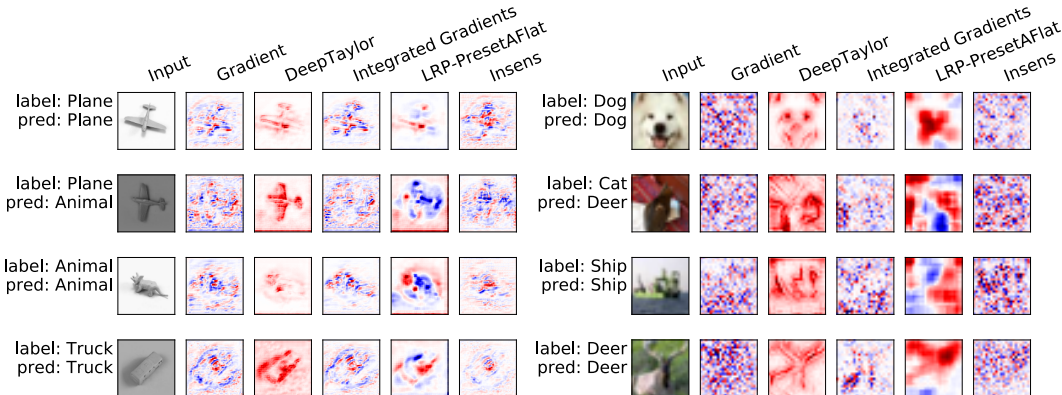 Input
Gradient
DeepTaylor
Integrated Gradients
LRP-PresetAFlat
Insens
label: Plane
pred: Plane
label: Plane
pred: Animal
label: Animal
pred: Animal
label: Truck
pred: Truck
Input
Gradient
DeepTaylor
Integrated Gradients
LRP-PresetAFlat
Insens
label: Dog
pred: Dog
label: Cat
pred: Deer
label: Ship
pred: Ship
label: Deer
pred: Deer